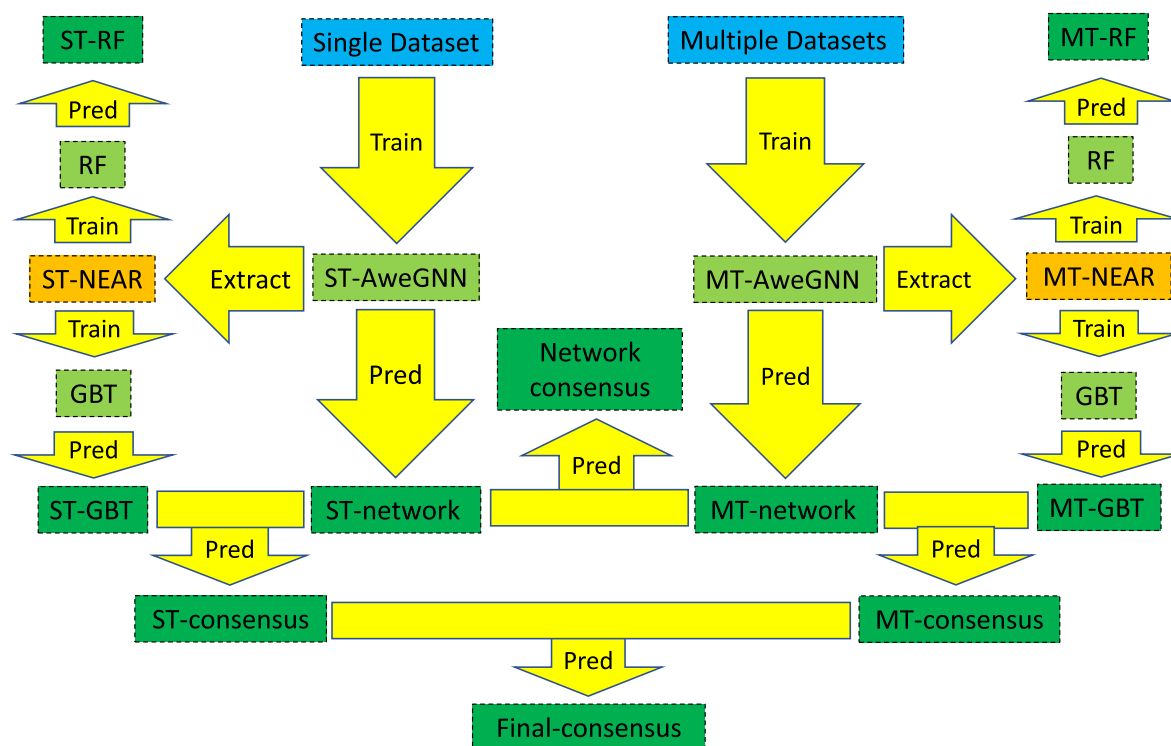 ST-RF
Single Dataset
Multiple Datasets
MT-RF
Pred
Pred
Train
Train
RF
RF
Train
Train
ST-NEAR
Extract
ST-AweGNN
MT-AweGNN
Extract
MT-NEAR
Train
Train
Network
consensus
Pred
Pred
GBT
GBT
Pred
Pred
Pred
ST-GBT
ST-network
MT-network
MT-GBT
Pred
Pred
ST-consensus
MT-consensus
Pred
Final-consensus